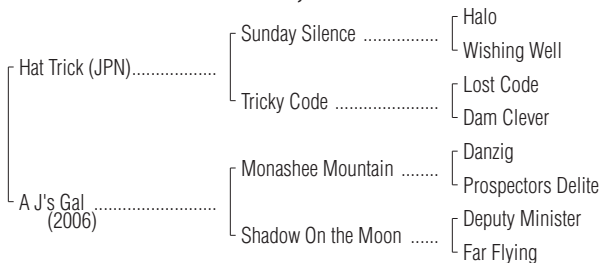 Halo
Sunday Silence ................
Wishing Well
Hat Trick (JPN)..................
Lost Code
Tricky Code ......................
Dam Clever
Danzig
Monashee Mountain ........
Prospectors Delite
A J's Gal ..........................
(2006)
Deputy Minister
Shadow On the Moon ......
Far Flying